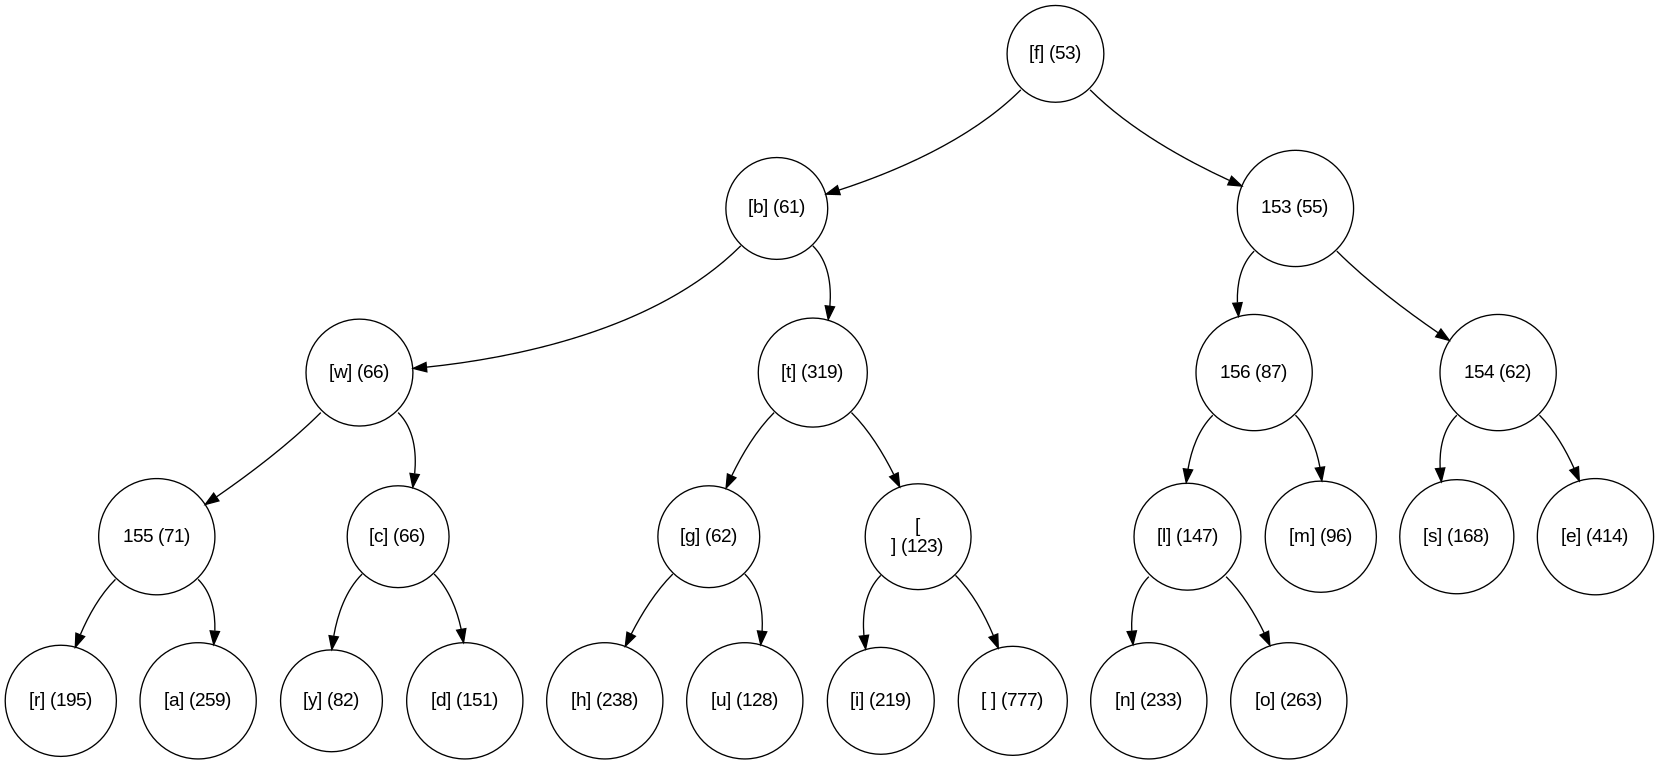 [f] (53)
[b] (61)
153 (55)
[w] (66)
[t] (319)
156 (87)
154 (62)
155 (71)
[c] (66)
[g] (62)
[
] (123)
[l] (147)
[m] (96)
[s] (168)
[e] (414)
[r] (195)
[a] (259)
[y] (82)
[d] (151)
[h] (238)
[u] (128)
[i] (219)
[ ] (777)
[n] (233)
[o] (263)